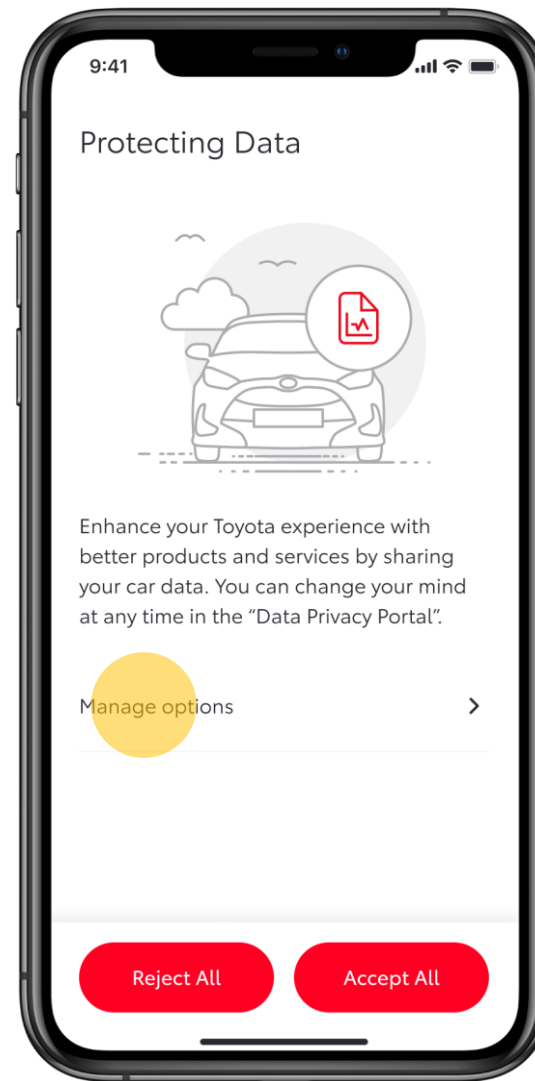 9:41
Protecting Data
Enhance your Toyota experience with
better products and services by sharing
your car data. You can change your mind
at any time in the “Data Privacy Portal”.
Manage options
Reject All
Accept All